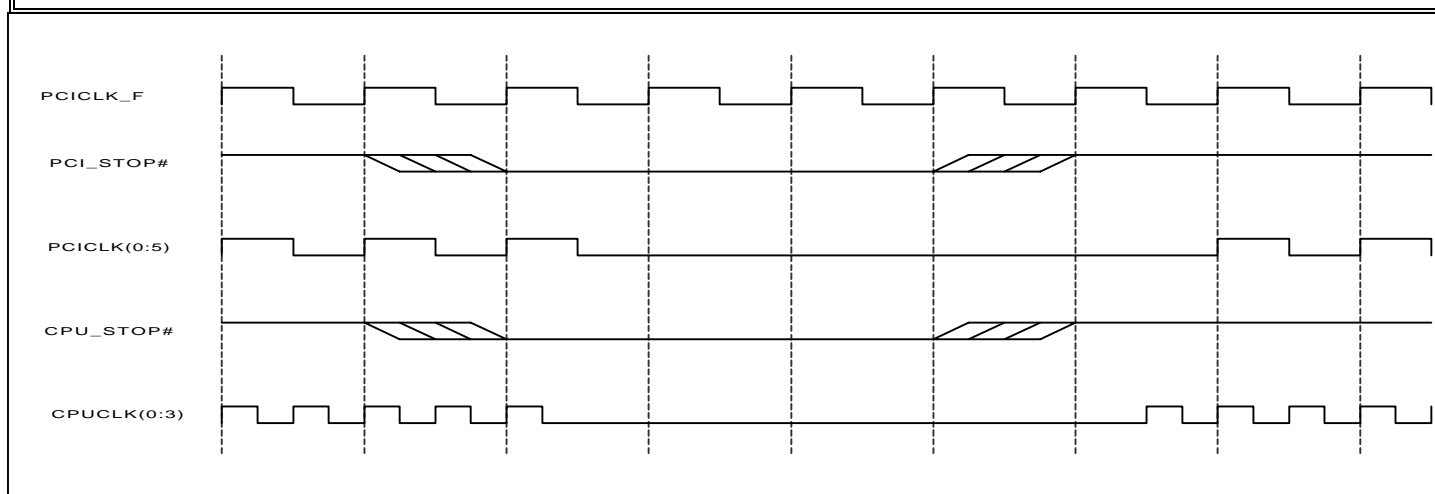 PCICLK_F
PCI_STOP#
PCICLK(0:5)
CPU_STOP#
CPUCLK(0:3)